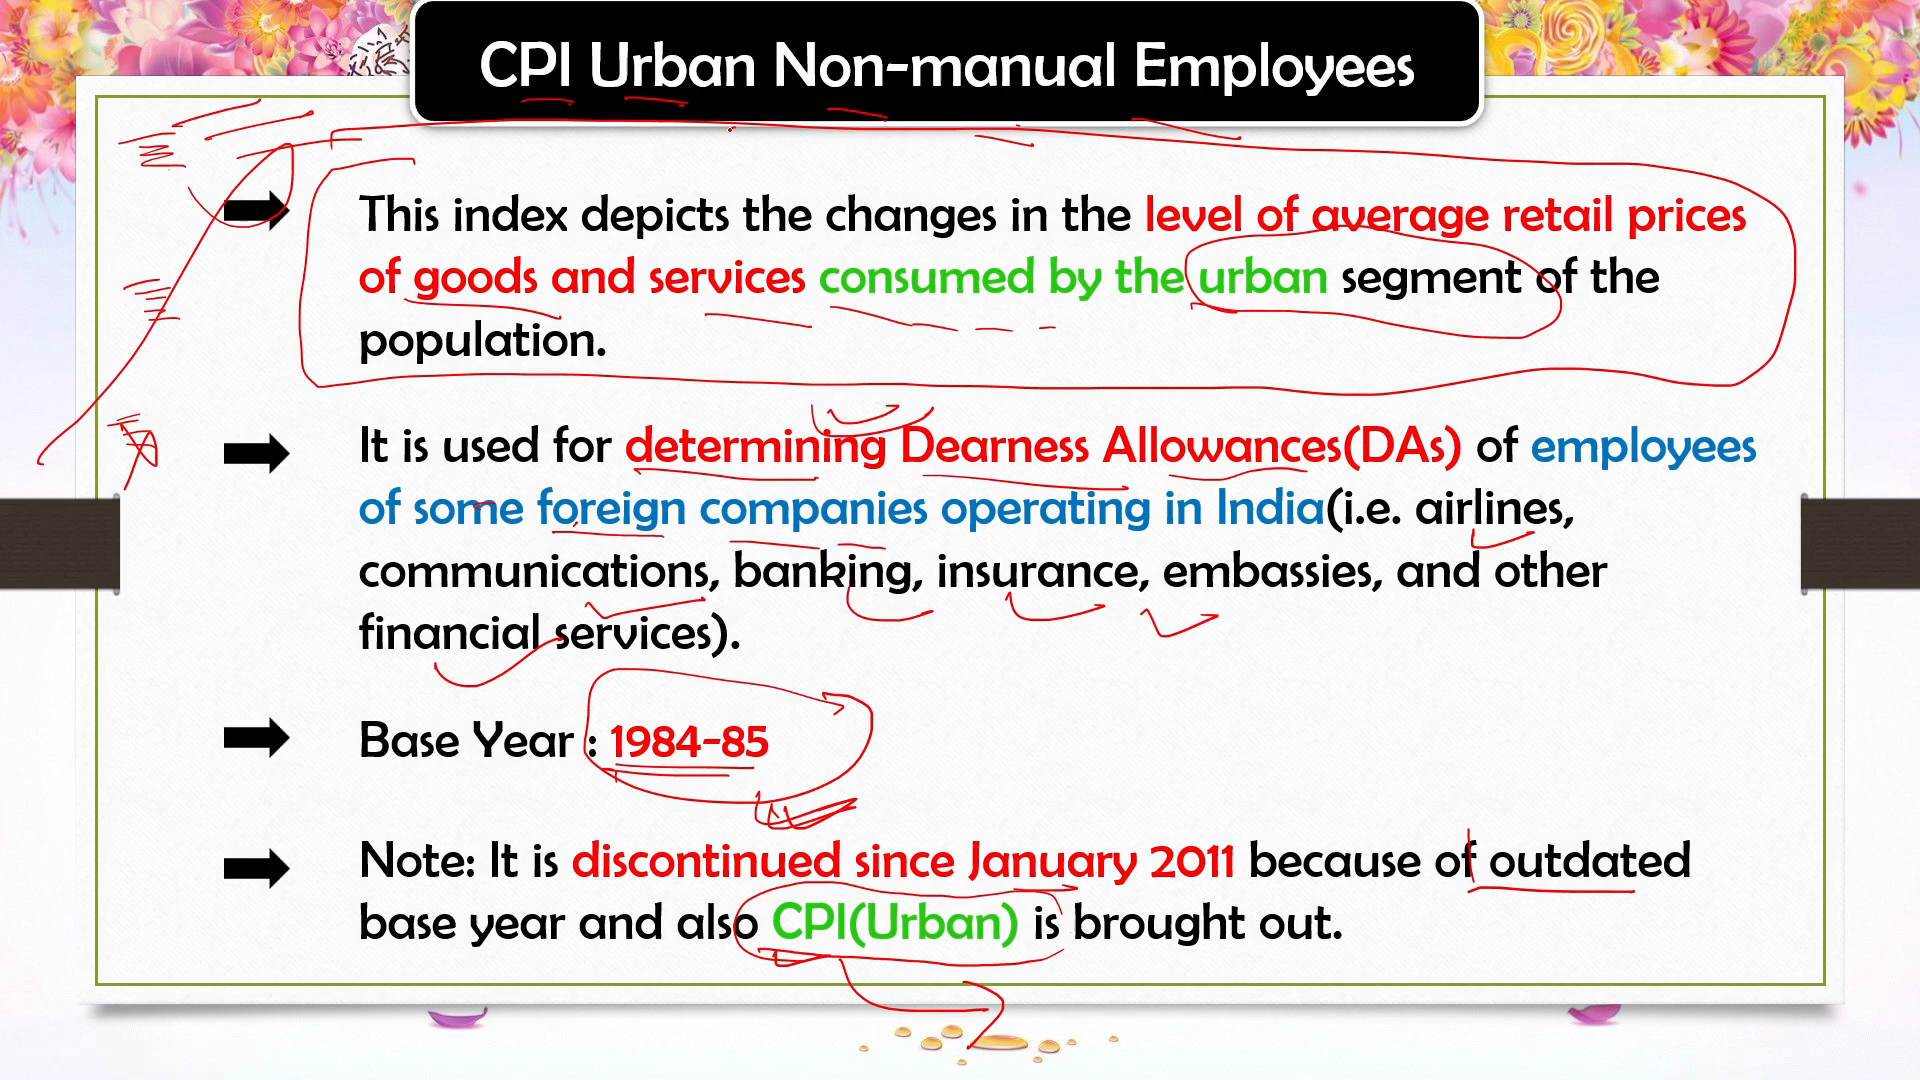 CPI Urban Non-manual Employees
This index depicts the changes in the level of average retail prices
of goods and services consumed by the urban segment of the
population.
It is used for determining Dearness Allowances(DAs) of employees
of some foreign companies operating in India(i.e. airlines,
communications, banking, insurance, embassies, and other
financial services).
Base Year : 1984-85
Note: It is discontinued since January 2011 because of outdated
base year and also CPI(Urban) is brought out.